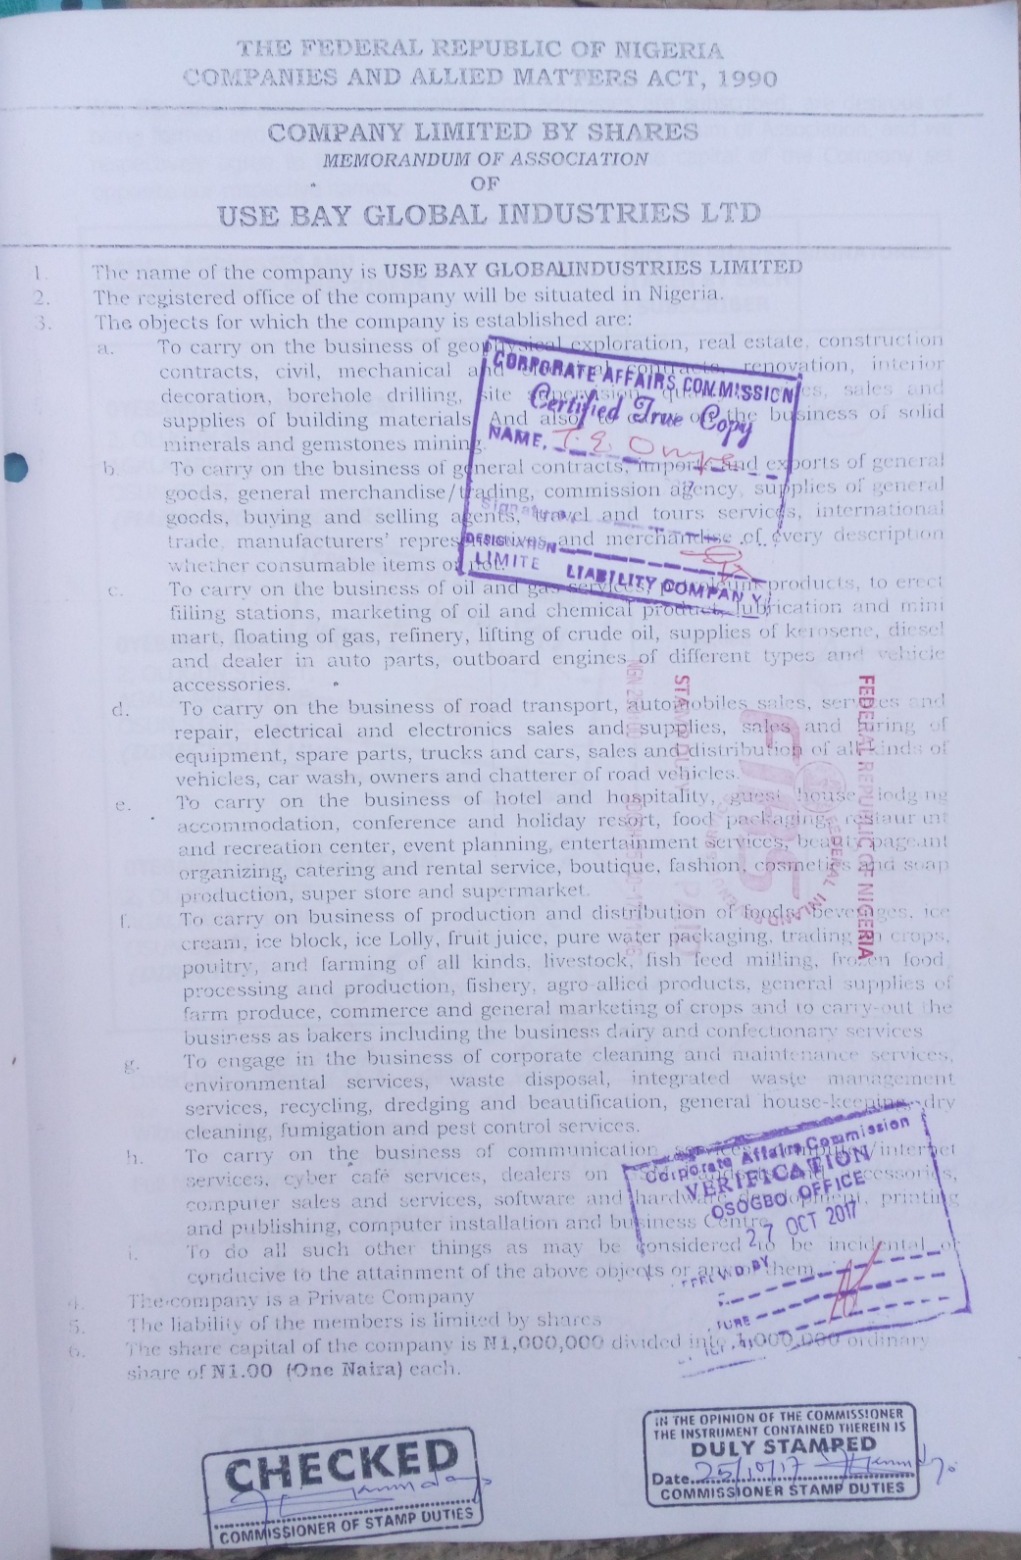 THE FEDERAL REPUBLIC OF NIGERIA
COMPANIES AND ALLIED MATTERS ACT, 1990
COMPANY LIMITED BY SHARES
MEMORANDUM OF ASSOCIATION
OF
USE BAY GLOBAL INDUSTRIES LTD
1. The name of the company is USE BAY GLOBALINDUSTRIES LIMITED
2. The registered office of the company will be situated in Nigeria.
3. The objects for which the company is established are:
a. To carry on the business of geophysical exploration, real estate, construction
contracts, civil, mechanical and contracts, renovation, interior
decoration, borehole drilling, site supervision, sales and
supplies of building materials. And also to the business of solid
minerals and gemstones mining.
b. To carry on the business of general contracts, imports and exports of general
goods, general merchandise/trading, commission agency, supplies of general
goods, buying and selling agents, travel and tours services, international
trade, manufacturers' representatives and merchandise of every description
whether consumable items or not.
c. To carry on the business of oil and gas services, petroleum products, to erect
filling stations, marketing of oil and chemical product, lubrication and mini
mart, floating of gas, refinery, lifting of crude oil, supplies of kerosene, diesel
and dealer in auto parts, outboard engines of different types and vehicle
accessories.
d. To carry on the business of road transport, automobiles sales, services and
repair, electrical and electronics sales and supplies, sales and hiring of
equipment, spare parts, trucks and cars, sales and distribution of all kinds of
vehicles, car wash, owners and chatterer of road vehicles.
e. To carry on the business of hotel and hospitality, guest house, lodging
accommodation, conference and holiday resort, food packaging, restaurant
and recreation center, event planning, entertainment services, beauty pageant
organizing, catering and rental service, boutique, fashion, cosmetics and soap
production, super store and supermarket.
f. To carry on business of production and distribution of foods, beverages, ice
cream, ice block, ice Lolly, fruit juice, pure water packaging, trading in crops,
poultry, and farming of all kinds, livestock, fish feed milling, frozen food
processing and production, fishery, agro allied products, general supplies of
farm produce, commerce and general marketing of crops and to carry-out the
business as bakers including the business dairy and confectionary services
g. To engage in the business of corporate cleaning and maintenance services,
environmental services, waste disposal, integrated waste management
services, recycling, dredging and beautification, general house-keeping, dry
cleaning, fumigation and pest control services.
h. To carry on the business of communication /internet
services, cyber café services, dealers on accessories,
computer sales and services, software and hardware development, printing
and publishing, computer installation and business Centre.
i. To do all such other things as may be considered to be incidental or
conducive to the attainment of the above objects or any of them.
4. The company is a Private Company
5. The liability of the members is limited by shares
6. The share capital of the company is N1,000,000 divided into 1,000,000 ordinary
share of N1.00 (One Naira) each.
CORPORATE AFFAIRS COMMISSION
Certified True Copy
NAME.
Signature
DESIGNATION
LIMITE LIABILITY COMPANY
FEDERAL REPUBLIC OF NIGERIA
FEDERAL INLAND
STAMP DUTY
Corporate Affairs Commission
VERIFICATION
OSOGBO OFFICE
27 OCT 2017
CHECKED
COMMISSIONER OF STAMP DUTIES
IN THE OPINION OF THE COMMISSIONER
THE INSTRUMENT CONTAINED THEREIN IS
DULY STAMPED
Date 25/10/17
COMMISSIONER STAMP DUTIES